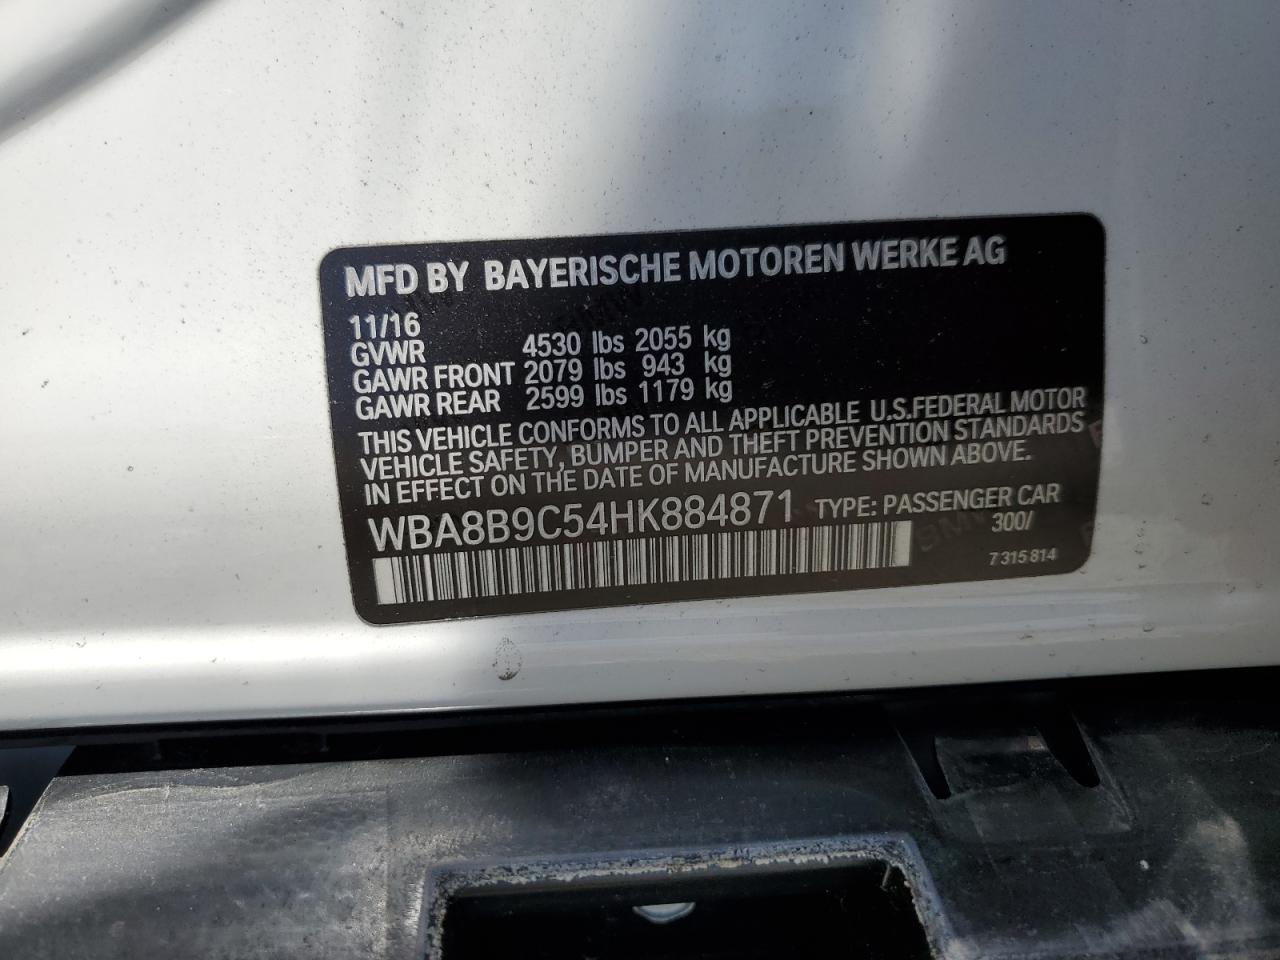 MFD BY BAYERISCHE MOTOREN WERKE AG
11/16
GVWR 4530 lbs 2055 kg
GAWR FRONT 2079 lbs 943 kg
GAWR REAR 2599 lbs 1179 kg
THIS VEHICLE CONFORMS TO ALL APPLICABLE U.S.FEDERAL MOTOR
VEHICLE SAFETY, BUMPER AND THEFT PREVENTION STANDARDS
IN EFFECT ON THE DATE OF MANUFACTURE SHOWN ABOVE.
WBA8B9C54HK884871 TYPE: PASSENGER CAR
300/
7 315 814